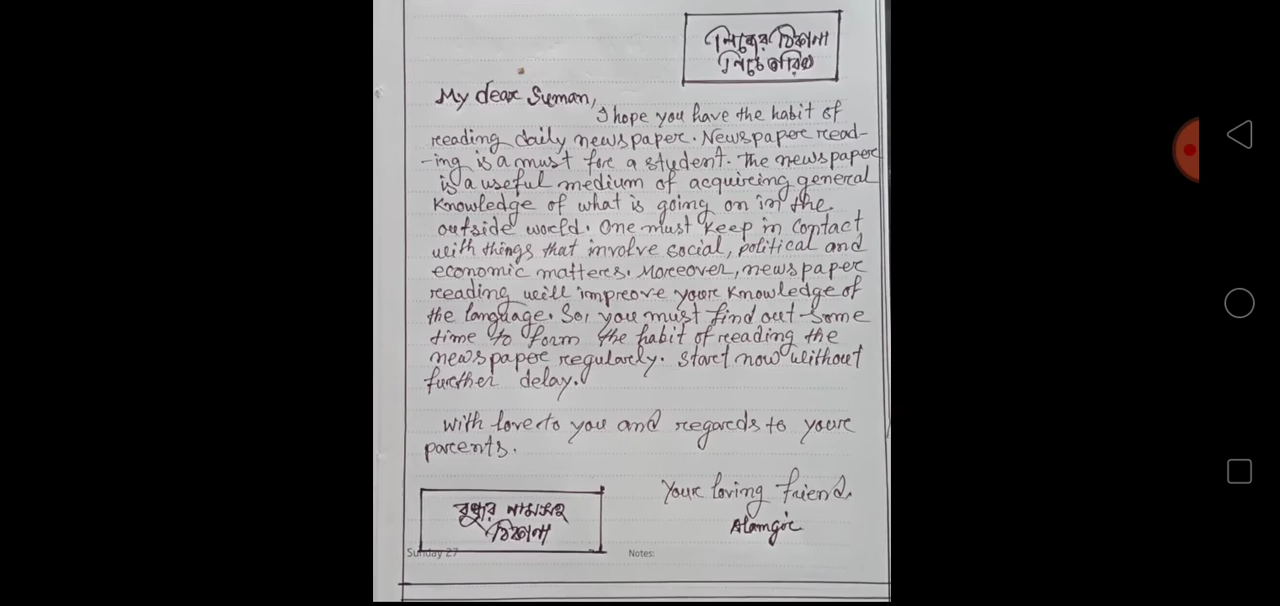 নিজের ঠিকানা
নিচে তারিখ
My dear Suman,
I hope you have the habit of
reading daily newspaper. Newspaper read-
-ing is a must for a student. The newspaper
is a useful medium of acquiring general
knowledge of what is going on in the
outside world. One must keep in contact
with things that involve social, political and
economic matters. Moreover, newspaper
reading will improve your knowledge of
the language. So, you must find out some
time to form the habit of reading the
newspaper regularly. Start now without
further delay.
With love to you and regards to your
parents.
Your loving friend,
Alamgir
বন্ধুর নামসহ
ঠিকানা
Sunday 27
Notes: